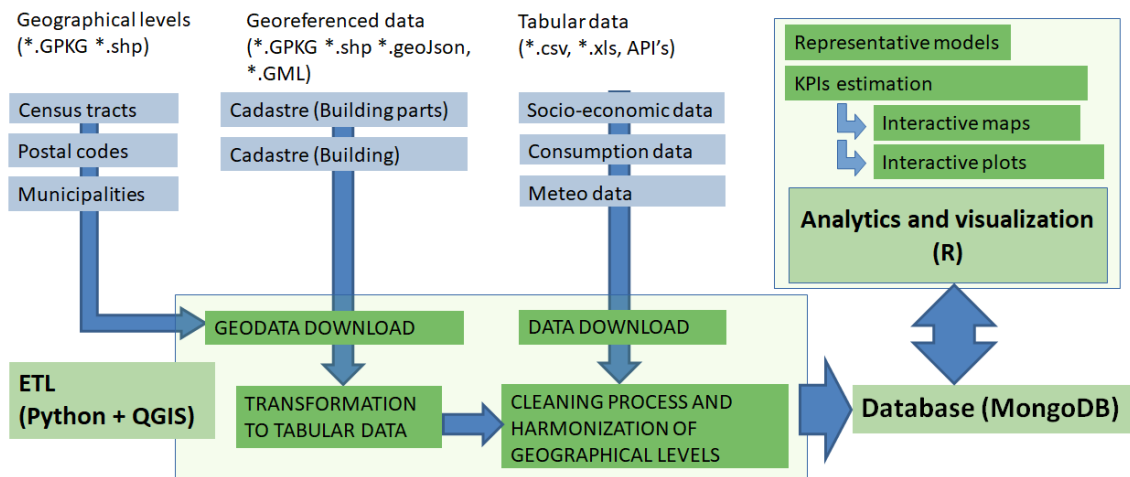 Geographical levels
(*.GPKG *.shp)
Census tracts
Postal codes
Municipalities
Georeferenced data
(*.GPKG *.shp *.geoJson,
*.GML)
Cadastre (Building parts)
Cadastre (Building)
Tabular data
(*.csv, *.xls, API's)
Socio-economic data
Consumption data
Meteo data
Representative models
KPIs estimation
Interactive maps
Interactive plots
Analytics and visualization
(R)
GEODATA DOWNLOAD
DATA DOWNLOAD
ETL
(Python + QGIS)
TRANSFORMATION
TO TABULAR DATA
CLEANING PROCESS AND
HARMONIZATION OF
GEOGRAPHICAL LEVELS
Database (MongoDB)